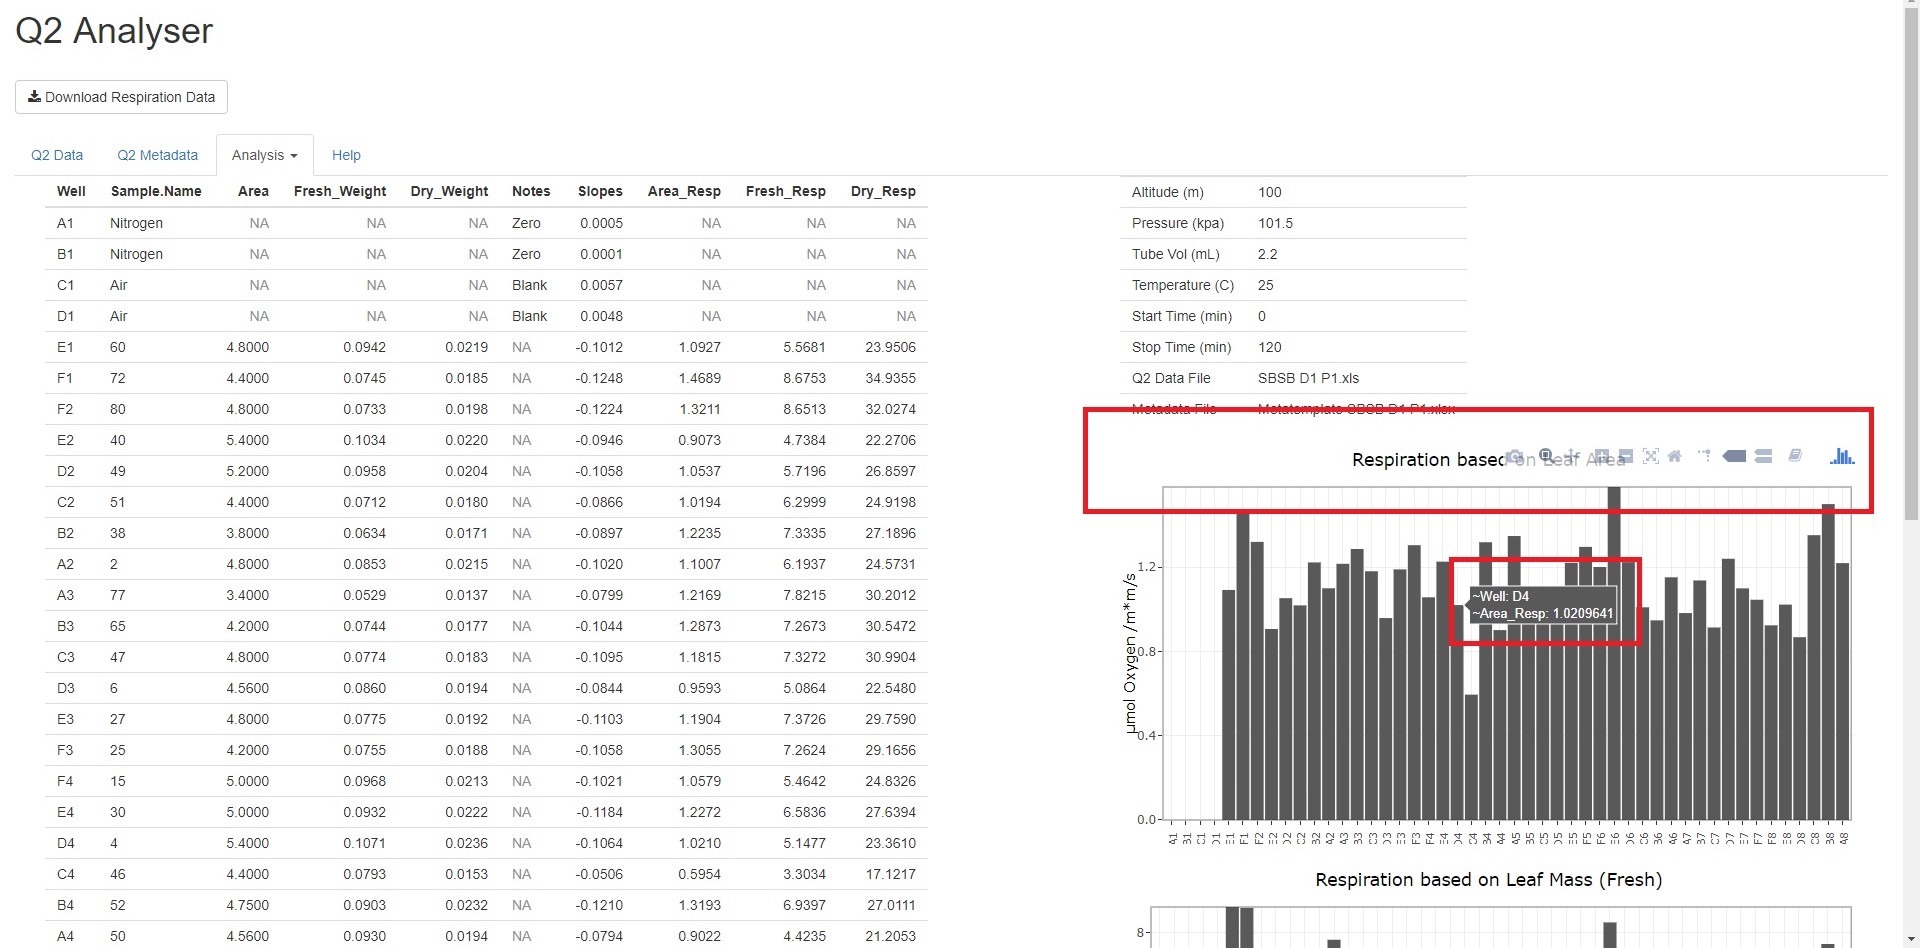 Q2 Analyser
Download Respiration Data
Q2 Data Q2 Metadata Analysis Help
Well Sample.Name Area Fresh_Weight Dry_Weight Notes Slopes Area_Resp Fresh_Resp Dry_Resp
A1 Nitrogen NA NA NA Zero 0.0005 NA NA NA
B1 Nitrogen NA NA NA Zero 0.0001 NA NA NA
C1 Air NA NA NA Blank 0.0057 NA NA NA
D1 Air NA NA NA Blank 0.0048 NA NA NA
E1 60 4.8000 0.0942 0.0219 NA -0.1012 1.0927 5.5681 23.9506
F1 72 4.4000 0.0745 0.0185 NA -0.1248 1.4689 8.6753 34.9355
F2 80 4.8000 0.0733 0.0198 NA -0.1224 1.3211 8.6513 32.0274
E2 40 5.4000 0.1034 0.0220 NA -0.0946 0.9073 4.7384 22.2706
D2 49 5.2000 0.0958 0.0204 NA -0.1058 1.0537 5.7196 26.8597
C2 51 4.4000 0.0712 0.0180 NA -0.0866 1.0194 6.2999 24.9198
B2 38 3.8000 0.0634 0.0171 NA -0.0897 1.2235 7.3335 27.1896
A2 2 4.8000 0.0853 0.0215 NA -0.1020 1.1007 6.1937 24.5731
A3 77 3.4000 0.0529 0.0137 NA -0.0799 1.2169 7.8215 30.2012
B3 65 4.2000 0.0744 0.0177 NA -0.1044 1.2873 7.2673 30.5472
C3 47 4.8000 0.0774 0.0183 NA -0.1095 1.1815 7.3272 30.9904
D3 6 4.5600 0.0860 0.0194 NA -0.0844 0.9593 5.0864 22.5480
E3 27 4.8000 0.0775 0.0192 NA -0.1103 1.1904 7.3726 29.7590
F3 25 4.2000 0.0755 0.0188 NA -0.1058 1.3055 7.2624 29.1656
F4 15 5.0000 0.0968 0.0213 NA -0.1021 1.0579 5.4642 24.8326
E4 30 5.0000 0.0932 0.0222 NA -0.1184 1.2272 6.5836 27.6394
D4 4 5.4000 0.1071 0.0236 NA -0.1064 1.0210 5.1477 23.3610
C4 46 4.4000 0.0793 0.0153 NA -0.0506 0.5954 3.3034 17.1217
B4 52 4.7500 0.0903 0.0232 NA -0.1210 1.3193 6.9397 27.0111
A4 50 4.5600 0.0930 0.0194 NA -0.0794 0.9022 4.4235 21.2053
Altitude (m) 100
Pressure (kpa) 101.5
Tube Vol (mL) 2.2
Temperature (C) 25
Start Time (min) 0
Stop Time (min) 120
Q2 Data File SBSB D1 P1.xls
Metadata File Metatemplate SBSB D1 P1.xlsx
Respiration based on Leaf Area
1.2
0.8
0.4
0.0
µmol Oxygen /m*m/s
~Well: D4
~Area_Resp: 1.0209641
A1 B1 C1 D1 E1 F1 F2 E2 D2 C2 B2 A2 A3 B3 C3 D3 E3 F3 F4 E4 D4 C4 B4 A4 A5 B5 C5 D5 E5 F5 F6 E6 D6 C6 B6 A6 A7 B7 C7 D7 E7 F7 F8 E8 D8 C8 B8 A8
Respiration based on Leaf Mass (Fresh)
8